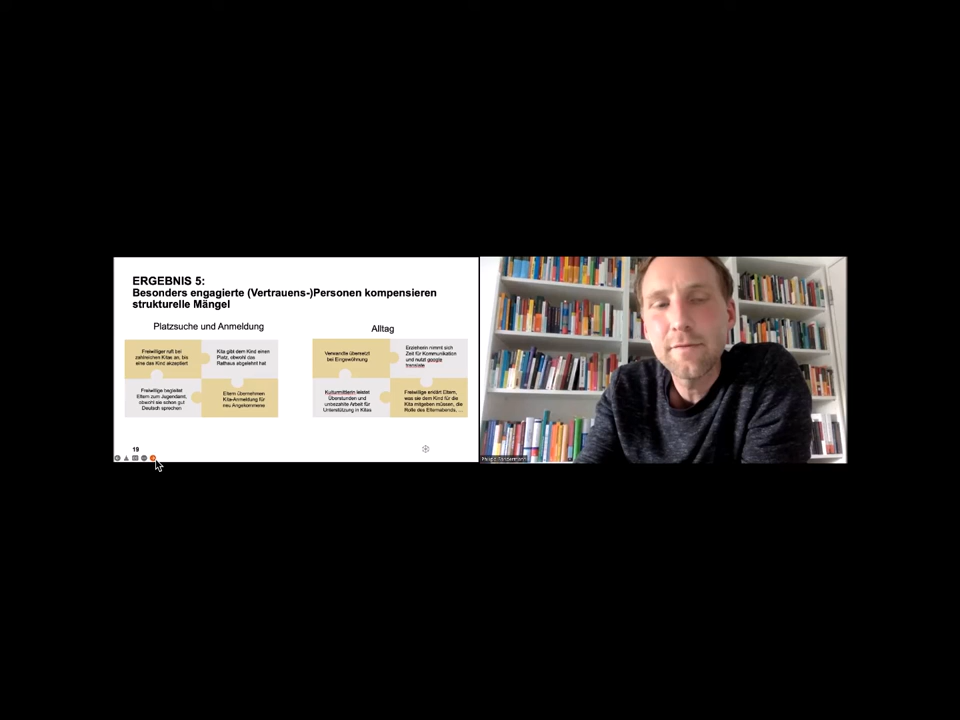 ERGEBNIS 5:
Besonders engagierte (Vertrauens-)Personen kompensieren
strukturelle Mängel
Platzsuche und Anmeldung
Freiwilliger ruft bei
zahlreichen Kitas an, bis
eine das Kind akzeptiert
Kita gibt dem Kind einen
Platz, obwohl das
Rathaus abgelehnt hat
Freiwillige begleitet
Eltern zum Jugendamt,
obwohl sie schon gut
Deutsch sprechen
Eltern übernehmen
Kita-Anmeldung für
neu Angekommene
Alltag
Verwandte übersetzt
bei Eingewöhnung
Erzieherin nimmt sich
Zeit für Kommunikation
und nutzt google
translate
Kulturmittlerin leistet
Überstunden und
unbezahlte Arbeit für
Unterstützung in Kitas
Freiwillige erklärt Eltern,
was sie dem Kind für die
Kita mitgeben müssen, die
Rolle des Elternabends, ...
19